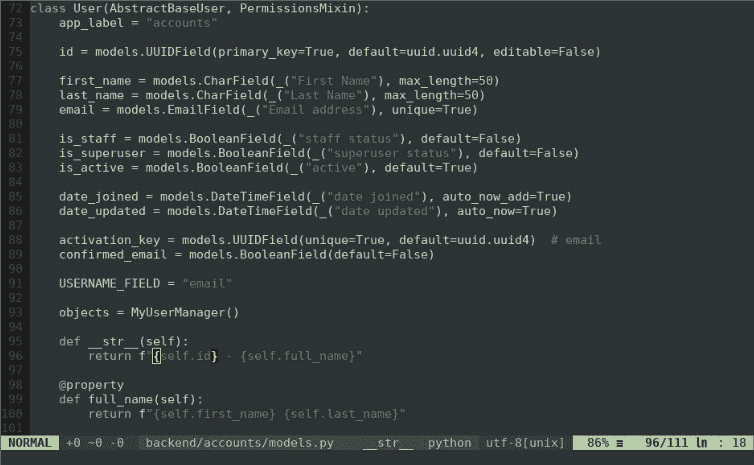 72 class User(AbstractBaseUser, PermissionsMixin):
73     app_label = "accounts"
74
75     id = models.UUIDField(primary_key=True, default=uuid.uuid4, editable=False)
76
77     first_name = models.CharField(_("First Name"), max_length=50)
78     last_name = models.CharField(_("Last Name"), max_length=50)
79     email = models.EmailField(_("Email address"), unique=True)
80
81     is_staff = models.BooleanField(_("staff status"), default=False)
82     is_superuser = models.BooleanField(_("superuser status"), default=False)
83     is_active = models.BooleanField(_("active"), default=True)
84
85     date_joined = models.DateTimeField(_("date joined"), auto_now_add=True)
86     date_updated = models.DateTimeField(_("date updated"), auto_now=True)
87
88     activation_key = models.UUIDField(unique=True, default=uuid.uuid4)  # email
89     confirmed_email = models.BooleanField(default=False)
90
91     USERNAME_FIELD = "email"
92
93     objects = MyUserManager()
94
95     def __str__(self):
96         return f"{self.id} - {self.full_name}"
97
98     @property
99     def full_name(self):
100         return f"{self.first_name} {self.last_name}"
101
NORMAL +0 ~0 -0 backend/accounts/models.py __str__ python utf-8[unix] 86% ≡ 96/111 ln : 18